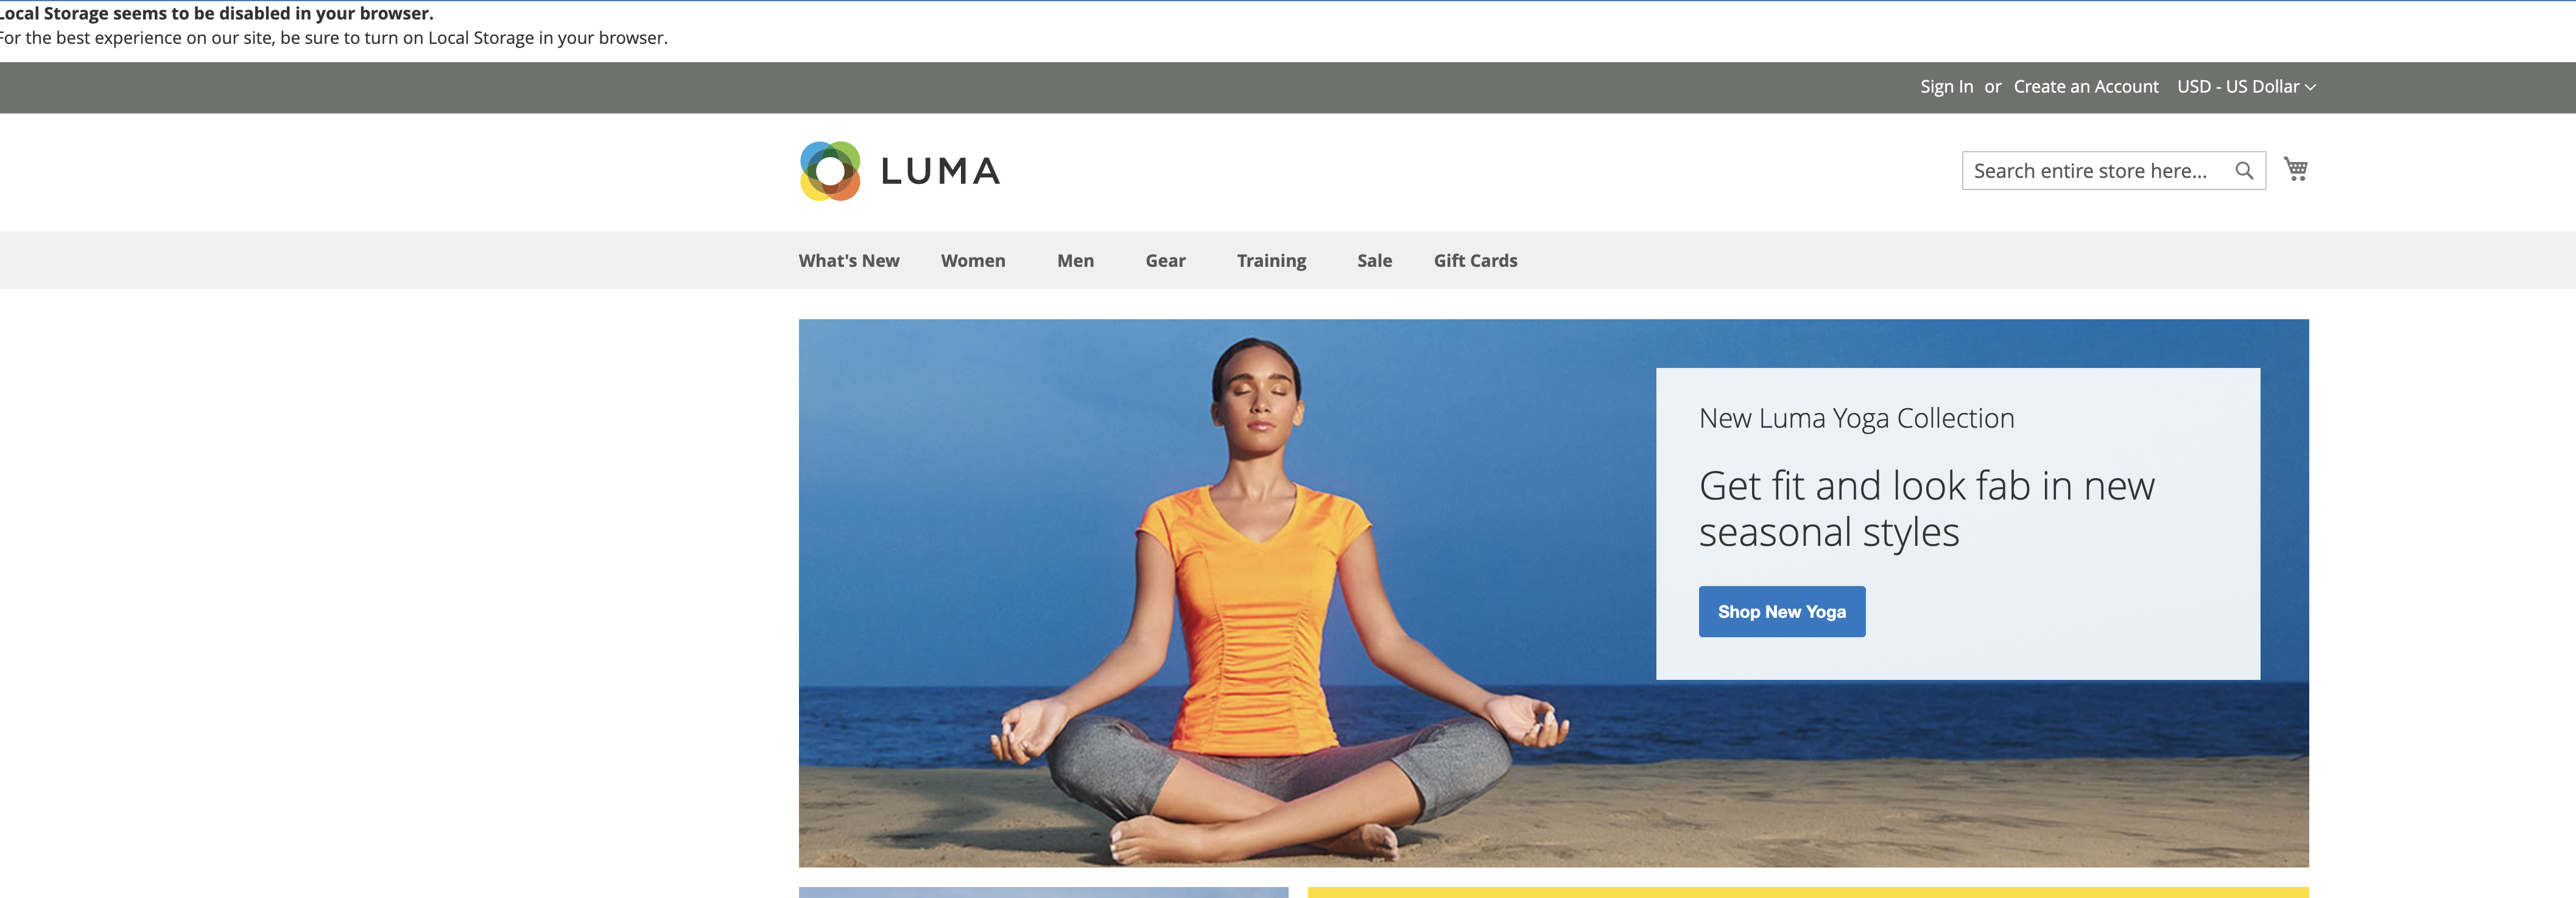 Local Storage seems to be disabled in your browser.
For the best experience on our site, be sure to turn on Local Storage in your browser.
Sign In or Create an Account USD - US Dollar
LUMA
Search entire store here...
What's New Women Men Gear Training Sale Gift Cards
New Luma Yoga Collection
Get fit and look fab in new
seasonal styles
Shop New Yoga